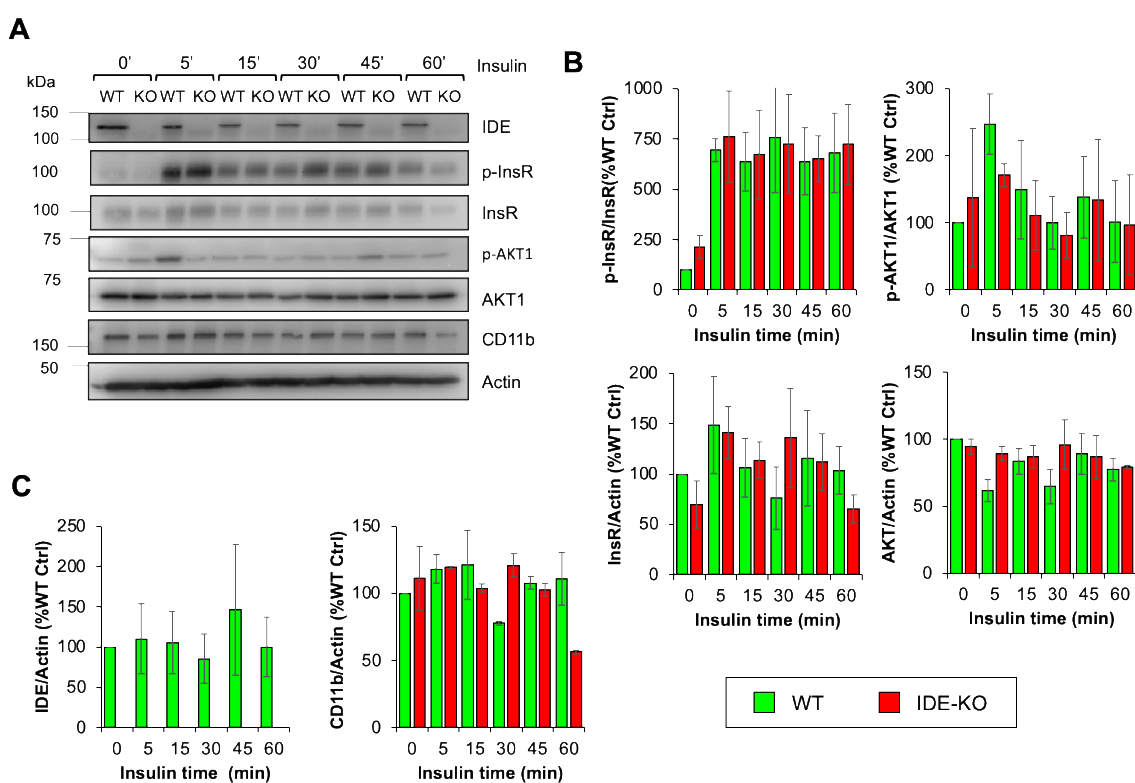 A
0' 5' 15' 30' 45' 60' Insulin
kDa
WT KO WT KO WT KO WT KO WT KO WT KO
150
100
IDE
100
p-InsR
100
InsR
75
p-AKT1
75
AKT1
150
CD11b
50
Actin
B
p-InsR/InsR(%WT Ctrl)
1000
750
500
250
0
0 5 15 30 45 60
Insulin time (min)
p-AKT1/AKT1(%WT Ctrl)
300
200
100
0
0 5 15 30 45 60
Insulin time (min)
InsR/Actin (%WT Ctrl)
200
150
100
50
0
0 5 15 30 45 60
Insulin time (min)
AKT/Actin (%WT Ctrl)
150
100
50
0
0 5 15 30 45 60
Insulin time (min)
C
IDE/Actin (%WT Ctrl)
250
200
150
100
50
0
0 5 15 30 45 60
Insulin time (min)
CD11b/Actin (%WT Ctrl)
150
100
50
0
0 5 15 30 45 60
Insulin time (min)
WT IDE-KO